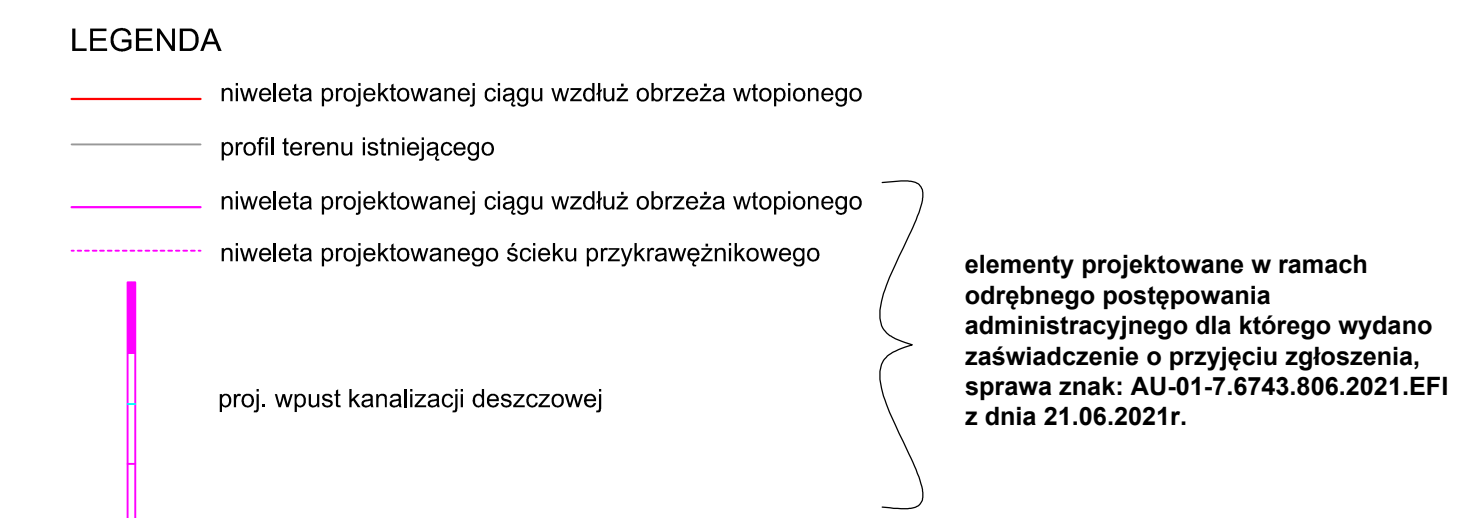 LEGENDA
niweleta projektowanej ciągu wzdłuż obrzeża wtopionego
profil terenu istniejącego
niweleta projektowanej ciągu wzdłuż obrzeża wtopionego
niweleta projektowanego ścieku przykrawężnikowego
proj. wpust kanalizacji deszczowej
elementy projektowane w ramach
odrębnego postępowania
administracyjnego dla którego wydano
zaświadczenie o przyjęciu zgłoszenia,
sprawa znak: AU-01-7.6743.806.2021.EFI
z dnia 21.06.2021r.